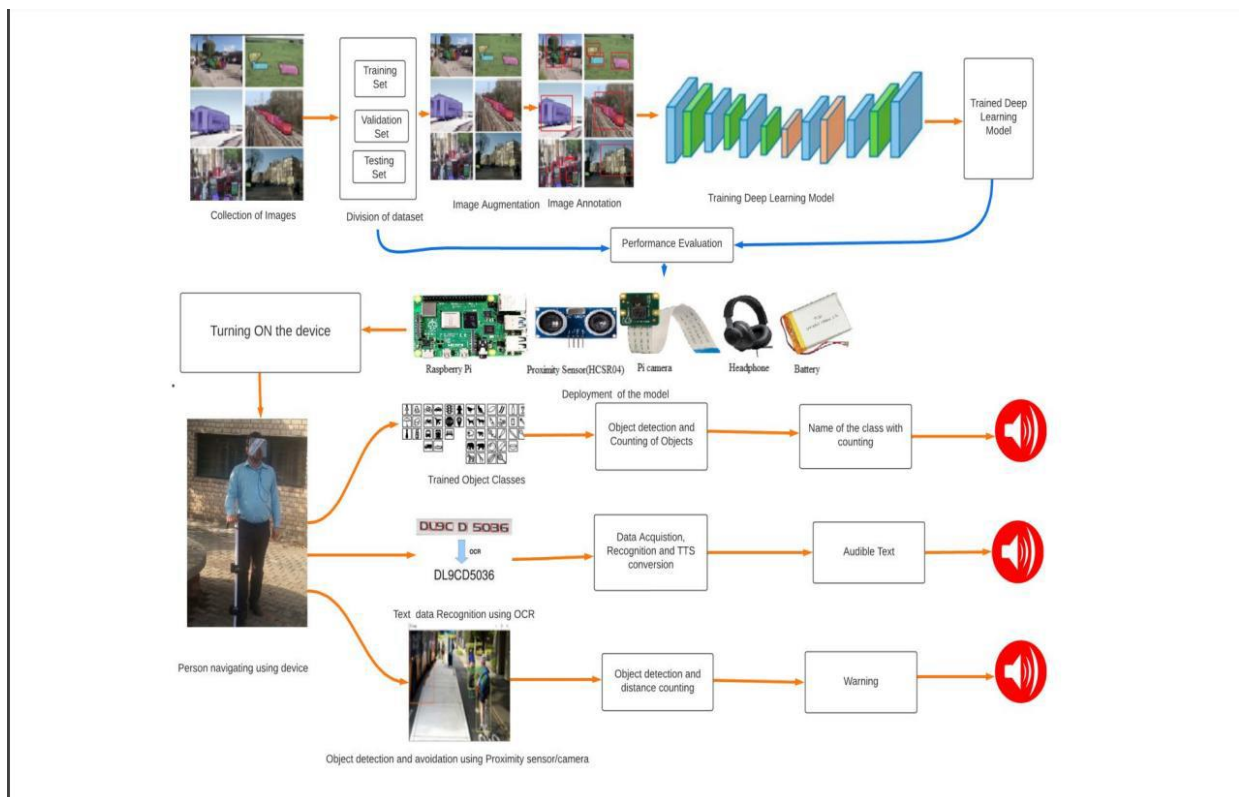 Training
Set
Validation
Set
Testing
Set
Trained Deep
Learning
Model
Collection of Images
Division of dataset
Image Augmentation
Image Annotation
Training Deep Learning Model
Performance Evaluation
Turning ON the device
Raspberry Pi
Proximity Sensor(HCSR04)
Pi camera
Headphone
Battery
Deployment of the model
Trained Object Classes
Object detection and
Counting of Objects
Name of the class with
counting
DL9C D 5036
OCR
DL9CD5036
Text data Recognition using OCR
Data Acquistion,
Recognition and TTS
conversion
Audible Text
Person navigating using device
Object detection and
distance counting
Warning
Object detection and avoidation using Proximity sensor/camera